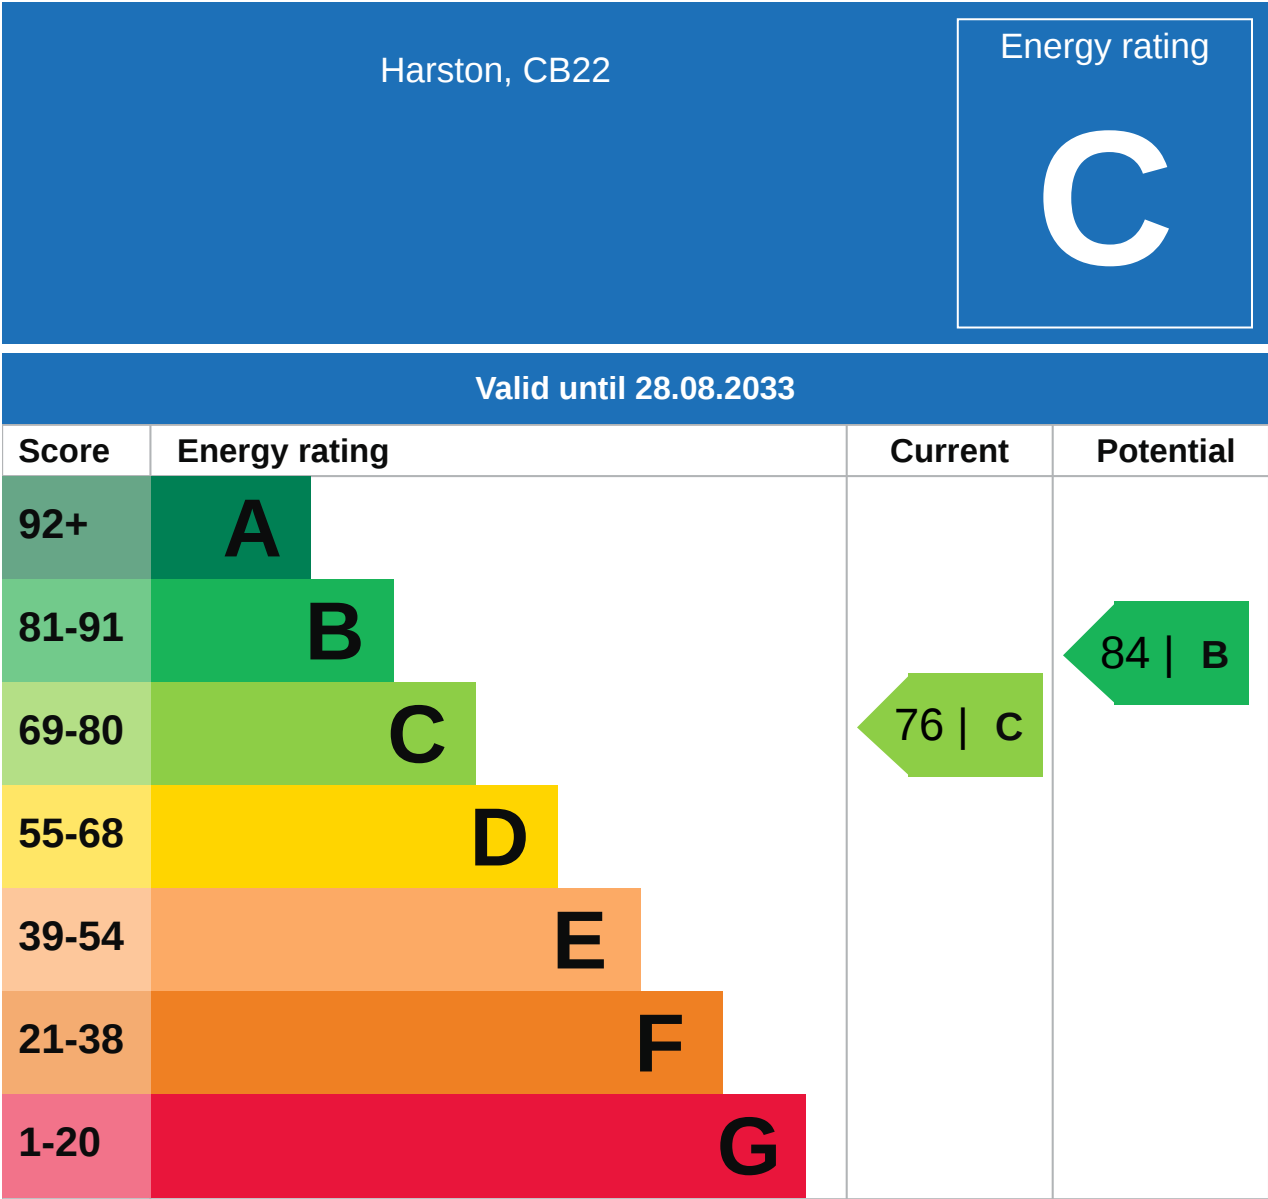 Harston, CB22
Energy rating
C
Valid until 28.08.2033
Score Energy rating Current Potential
92+ A
81-91 B
84 | B
69-80 C
76 | C
55-68 D
39-54 E
21-38 F
1-20 G